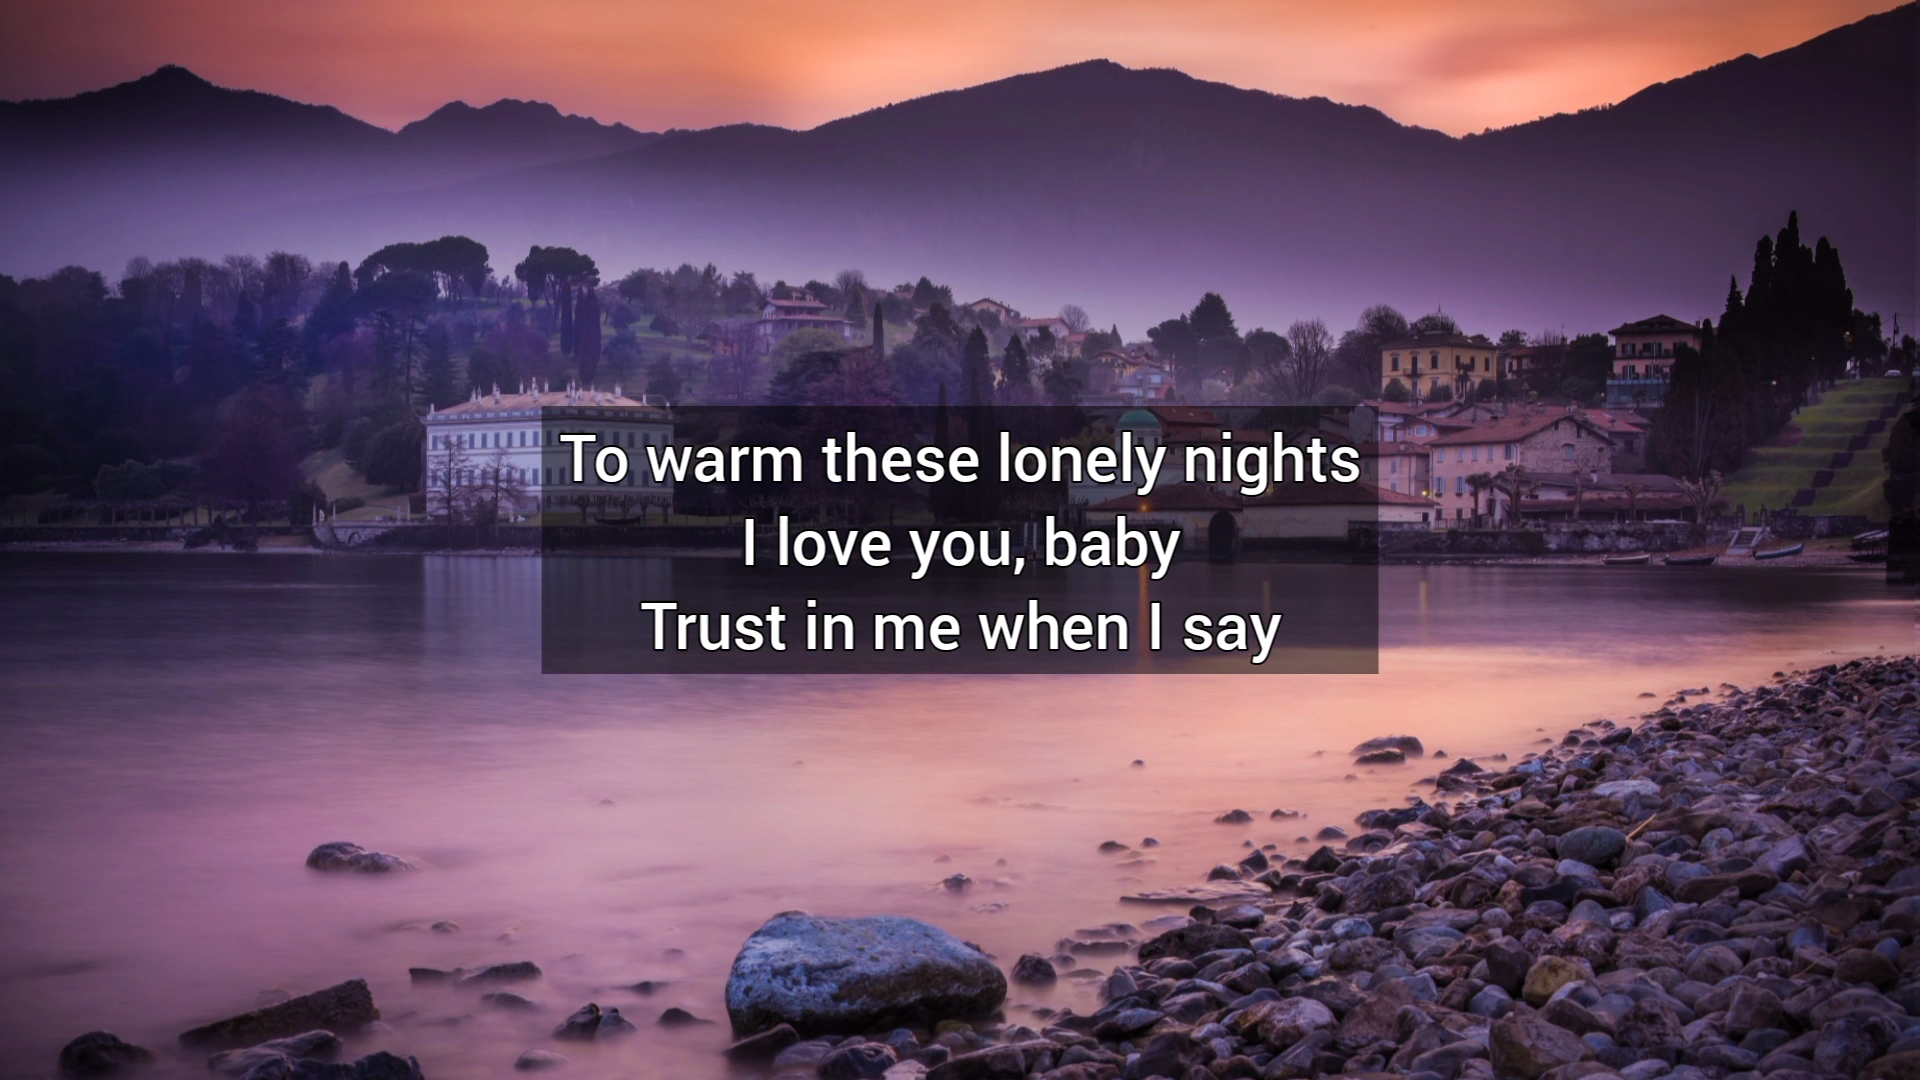 To warm these lonely nights
I love you, baby
Trust in me when I say